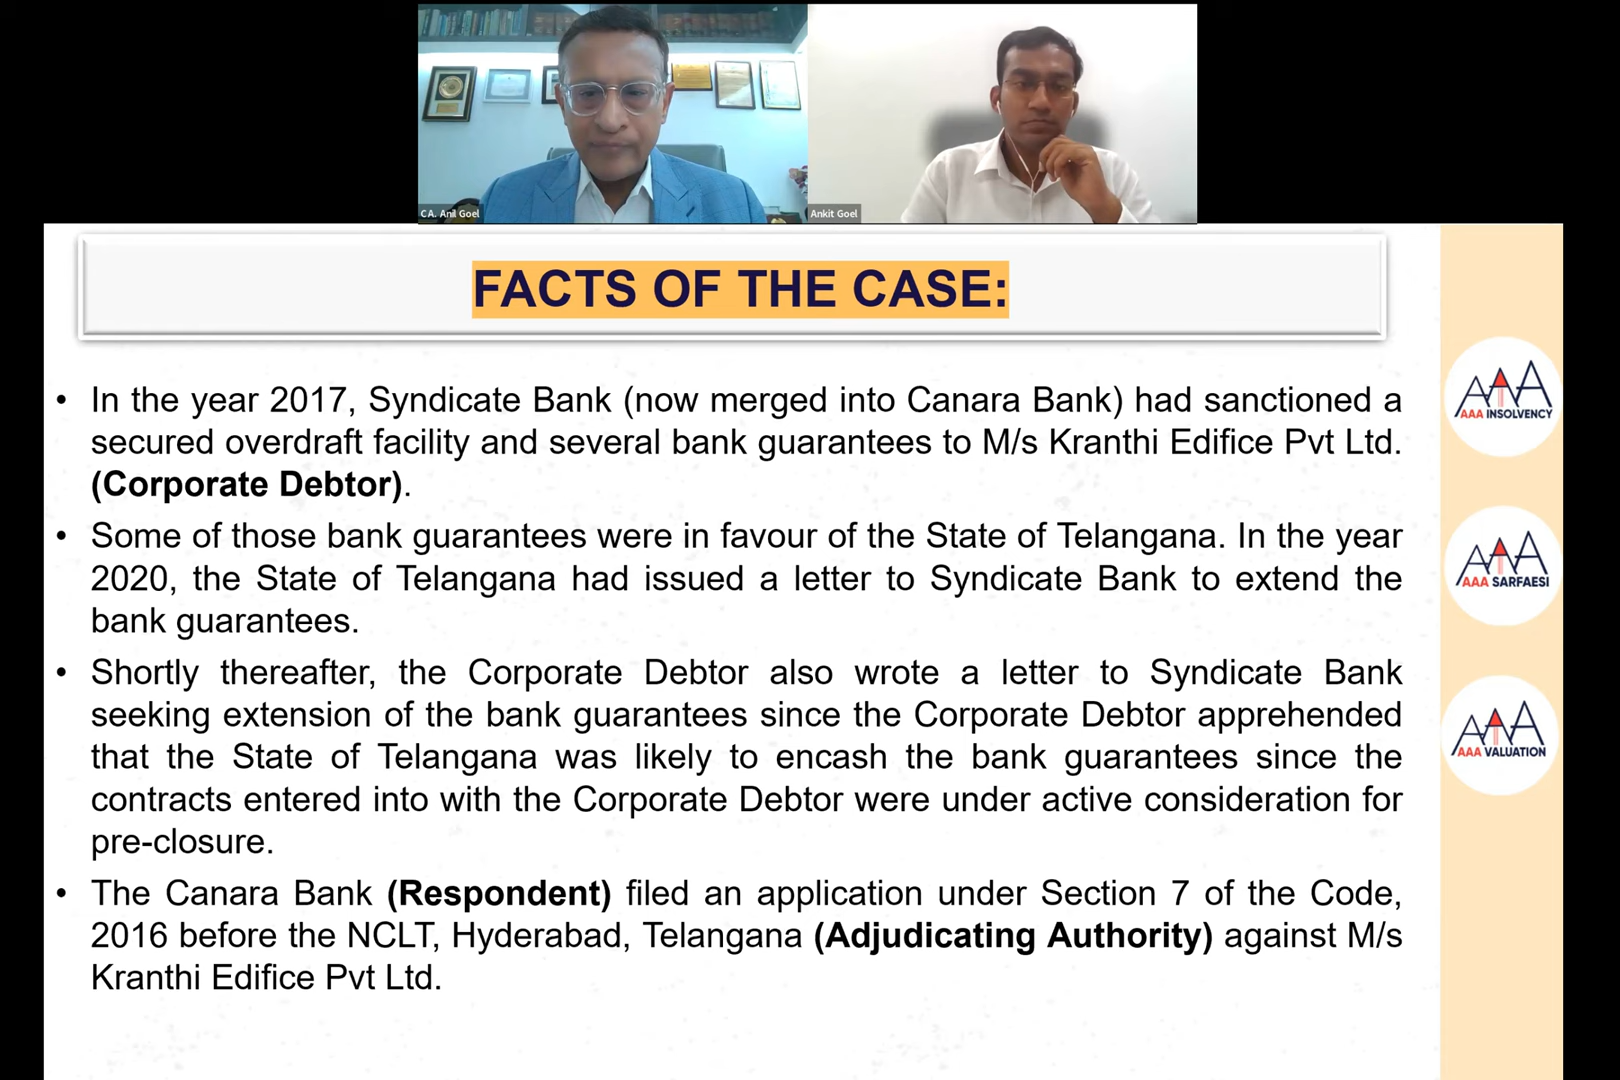 CA. Anil Goel
Ankit Goel
FACTS OF THE CASE:
• In the year 2017, Syndicate Bank (now merged into Canara Bank) had sanctioned a
secured overdraft facility and several bank guarantees to M/s Kranthi Edifice Pvt Ltd.
(Corporate Debtor).
• Some of those bank guarantees were in favour of the State of Telangana. In the year
2020, the State of Telangana had issued a letter to Syndicate Bank to extend the
bank guarantees.
• Shortly thereafter, the Corporate Debtor also wrote a letter to Syndicate Bank
seeking extension of the bank guarantees since the Corporate Debtor apprehended
that the State of Telangana was likely to encash the bank guarantees since the
contracts entered into with the Corporate Debtor were under active consideration for
pre-closure.
• The Canara Bank (Respondent) filed an application under Section 7 of the Code,
2016 before the NCLT, Hyderabad, Telangana (Adjudicating Authority) against M/s
Kranthi Edifice Pvt Ltd.
AAA
AAA INSOLVENCY
AAA
AAA SARFAESI
AAA
AAA VALUATION